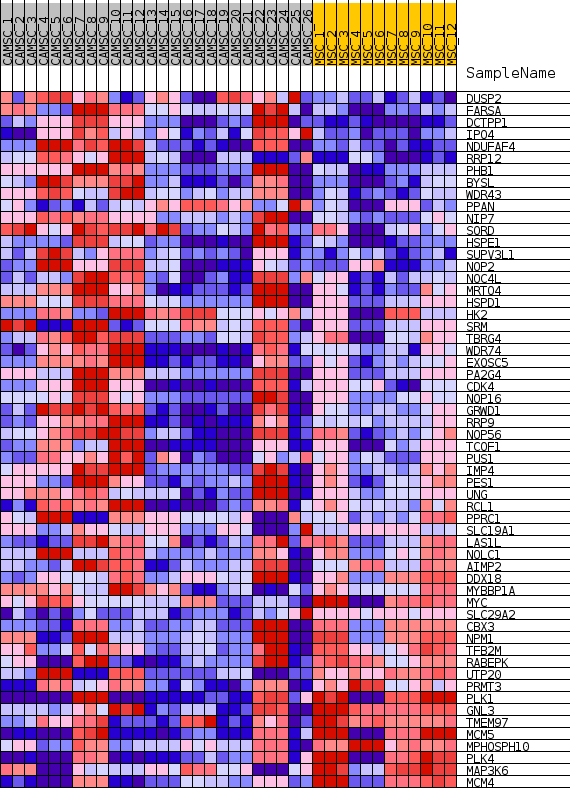 CAMSC_1
CAMSC_2
CAMSC_3
CAMSC_4
CAMSC_5
CAMSC_6
CAMSC_7
CAMSC_8
CAMSC_9
CAMSC_10
CAMSC_11
CAMSC_12
CAMSC_13
CAMSC_14
CAMSC_15
CAMSC_16
CAMSC_17
CAMSC_18
CAMSC_19
CAMSC_20
CAMSC_21
CAMSC_22
CAMSC_23
CAMSC_24
CAMSC_25
CAMSC_26
MSC_1
MSC_2
MSC_3
MSC_4
MSC_5
MSC_6
MSC_7
MSC_8
MSC_9
MSC_10
MSC_11
MSC_12
SampleName
DUSP2
FARSA
DCTPP1
IPO4
NDUFAF4
RRP12
PHB1
BYSL
WDR43
PPAN
NIP7
SORD
HSPE1
SUPV3L1
NOP2
NOC4L
MRTO4
HSPD1
HK2
SRM
TBRG4
WDR74
EXOSC5
PA2G4
CDK4
NOP16
GRWD1
RRP9
NOP56
TCOF1
PUS1
IMP4
PES1
UNG
RCL1
PPRC1
SLC19A1
LAS1L
NOLC1
AIMP2
DDX18
MYBBP1A
MYC
SLC29A2
CBX3
NPM1
TFB2M
RABEPK
UTP20
PRMT3
PLK1
GNL3
TMEM97
MCM5
MPHOSPH10
PLK4
MAP3K6
MCM4